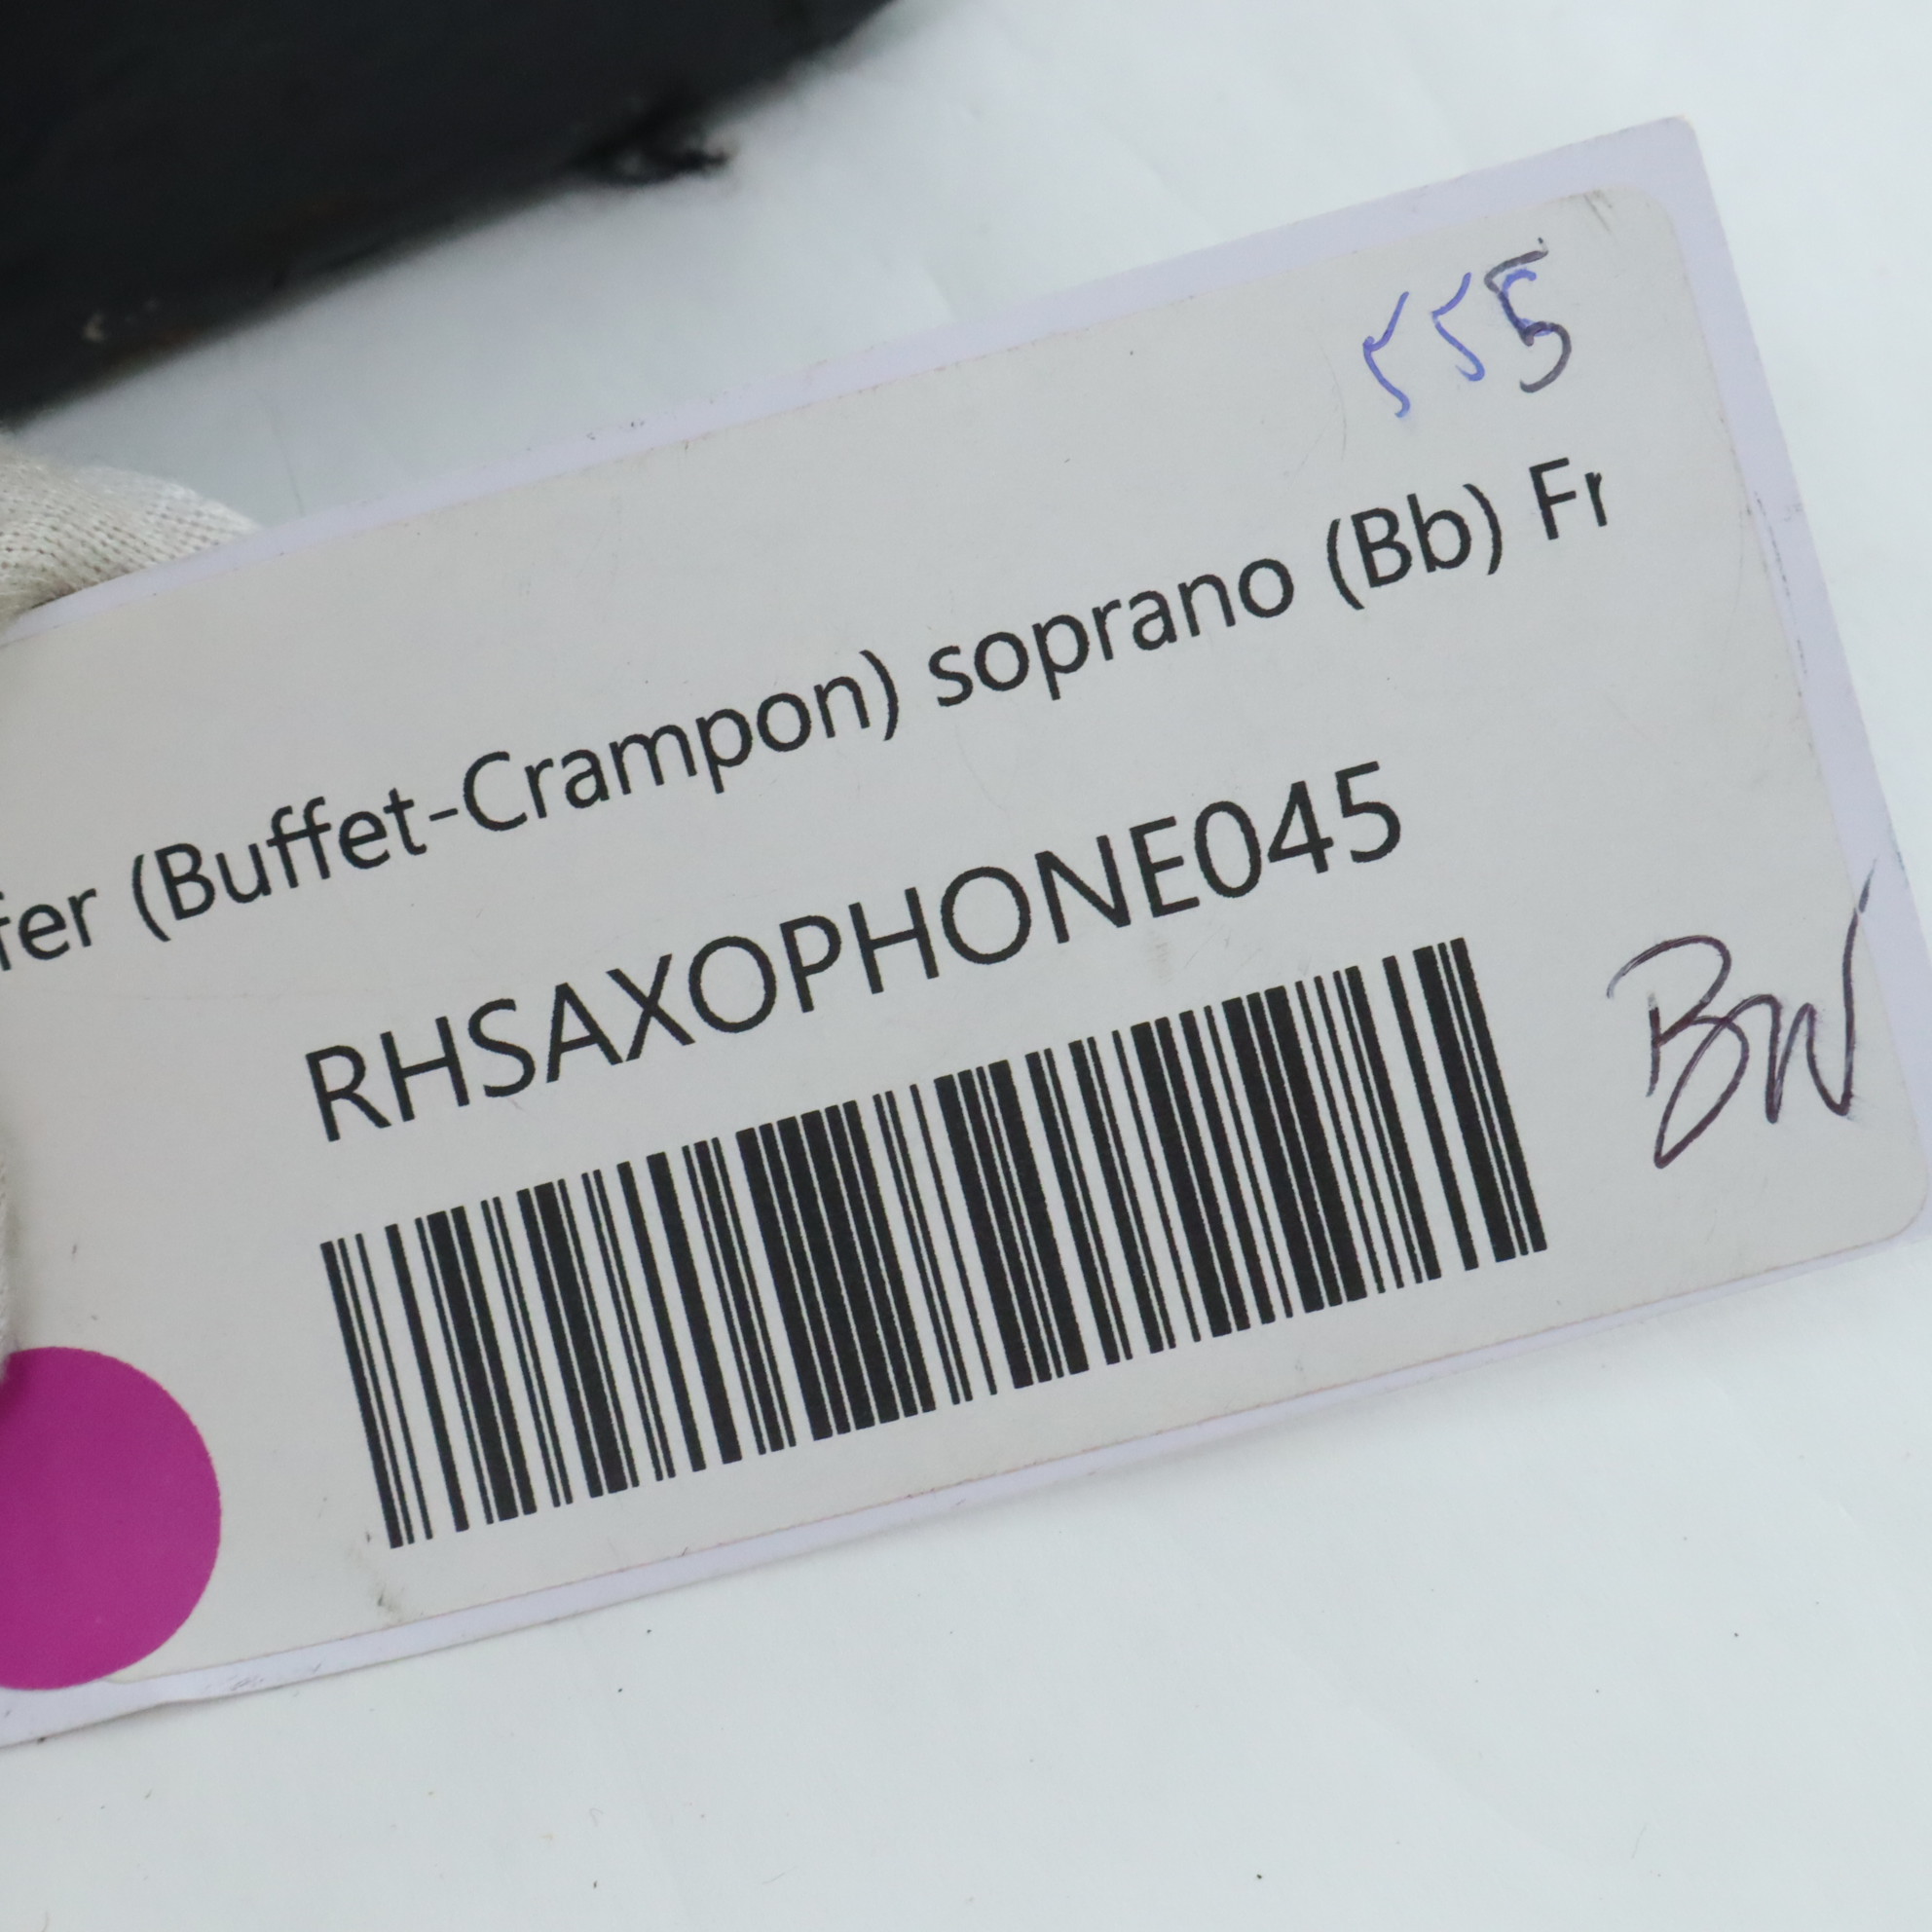 555
fer (Buffet-Crampon) soprano (Bb) Fr
RHSAXOPHONE045
BW